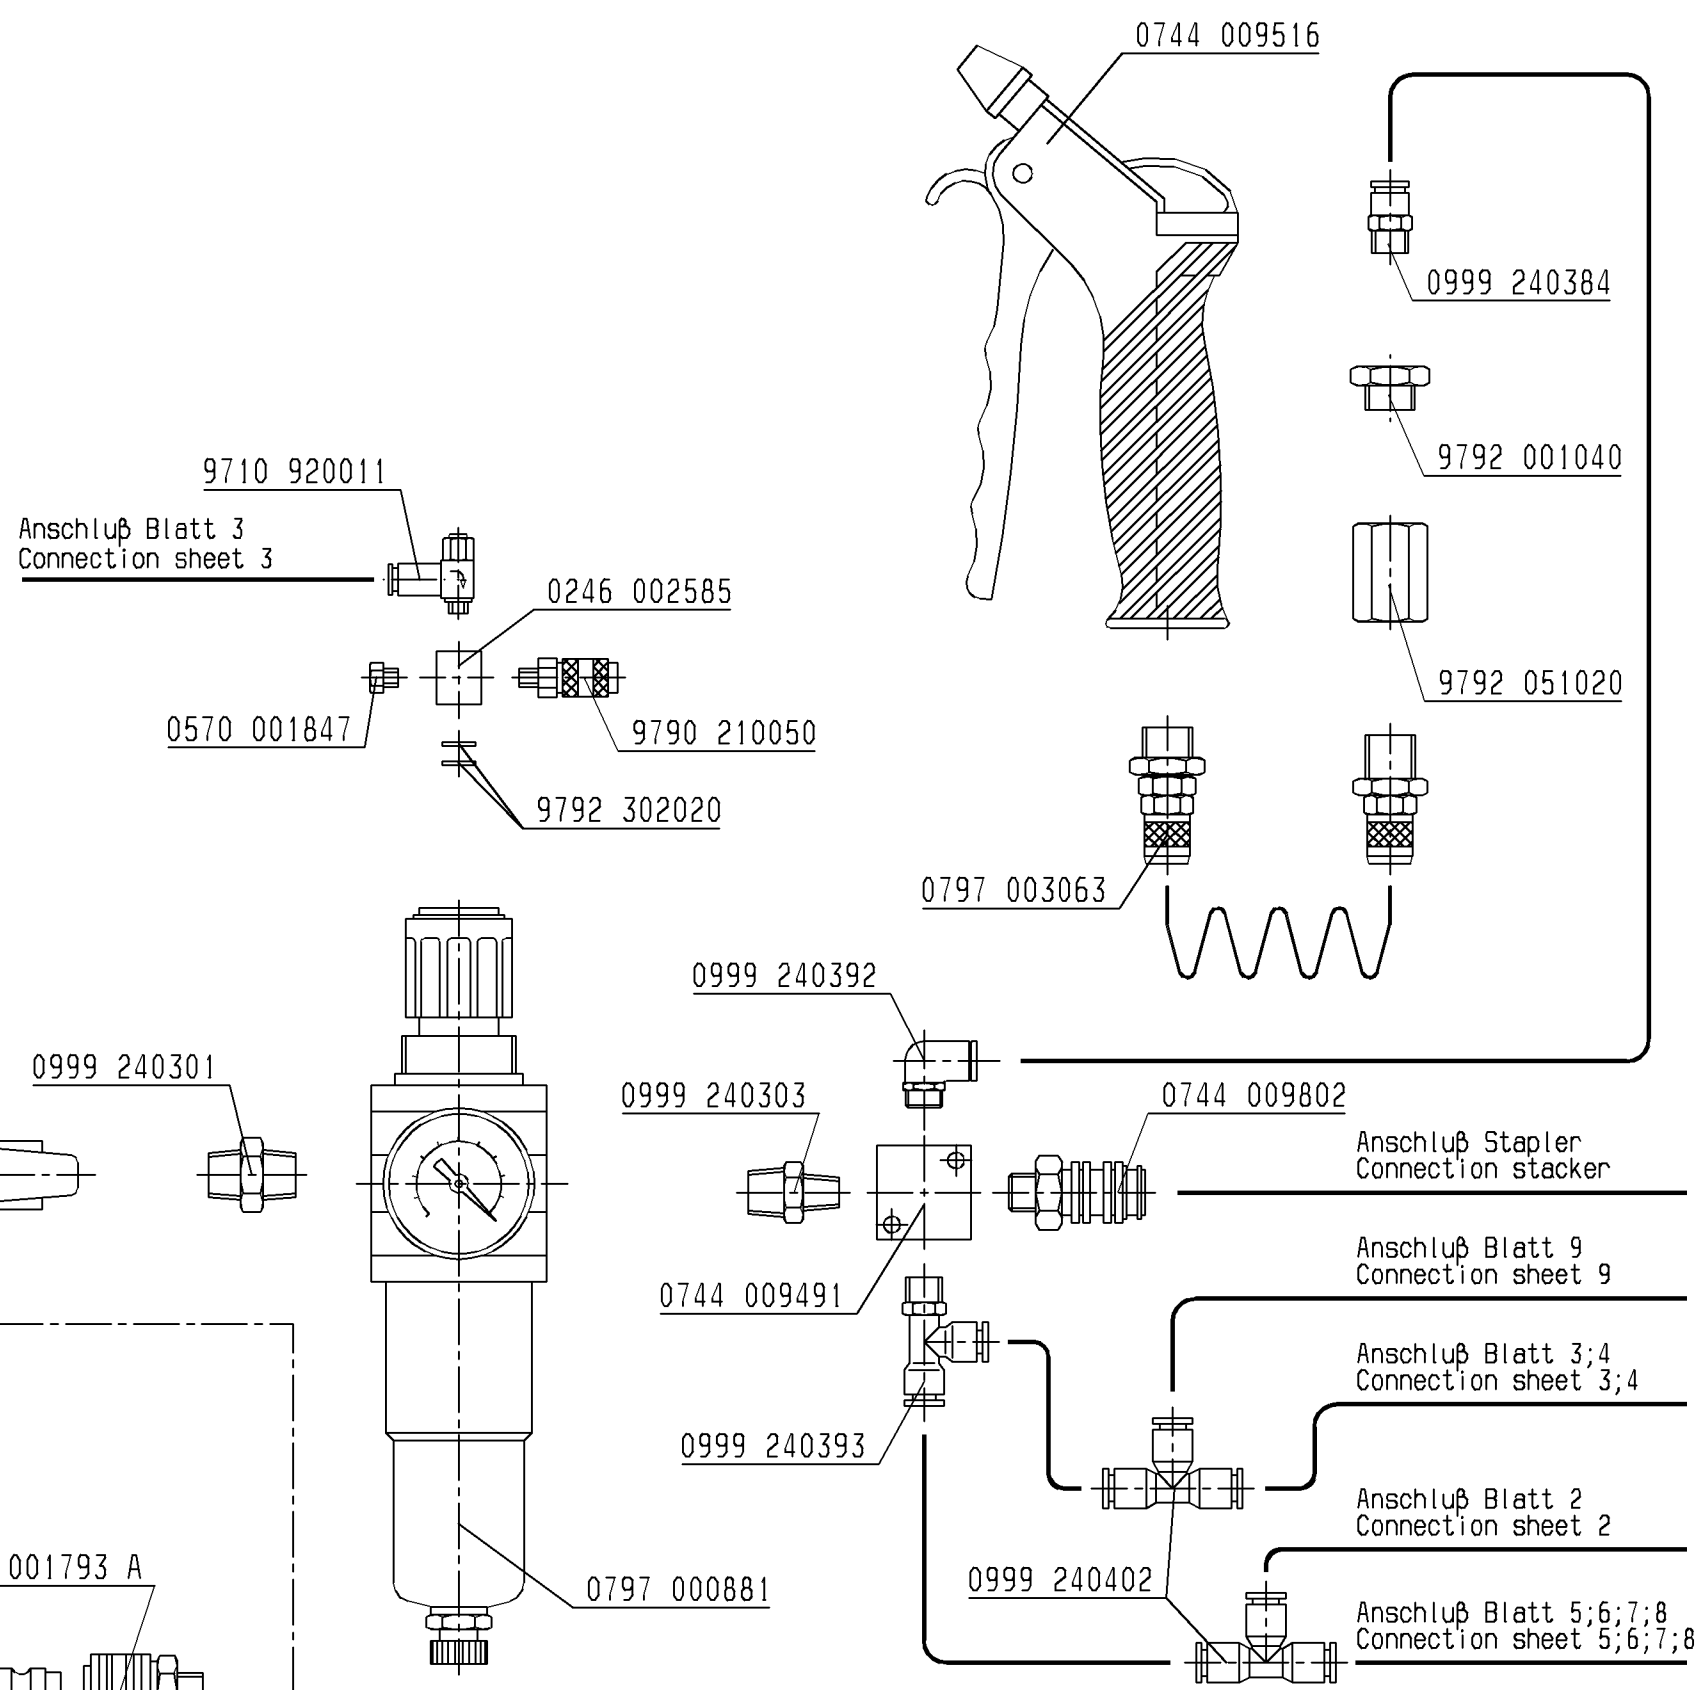 0744 009516
0999 240384
9792 001040
9710 920011
Anschluβ Blatt 3
Connection sheet 3
0246 002585
9792 051020
0570 001847
9790 210050
9792 302020
0797 003063
0999 240392
0999 240301
0999 240303
0744 009802
Anschluβ Stapler
Connection stacker
Anschluβ Blatt 9
Connection sheet 9
0744 009491
Anschluβ Blatt 3;4
Connection sheet 3;4
0999 240393
Anschluβ Blatt 2
Connection sheet 2
001793 A
0797 000881
0999 240402
Anschluβ Blatt 5;6;7;8
Connection sheet 5;6;7;8